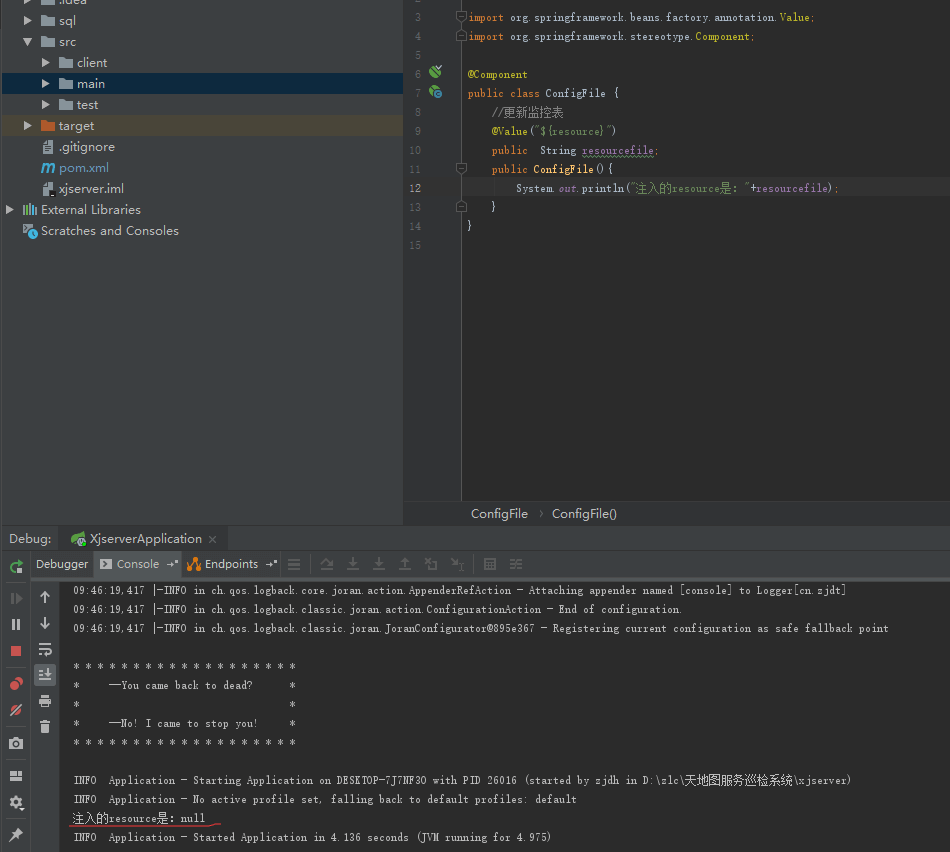 .idea
sql
src
client
main
test
target
.gitignore
pom.xml
xjserver.iml
External Libraries
Scratches and Consoles
3 import org.springframework.beans.factory.annotation.Value;
4 import org.springframework.stereotype.Component;
5
6 @Component
7 public class ConfigFile {
8 //更新监控表
9 @Value("${resource}")
10 public String resourcefile;
11 public ConfigFile(){
12 System.out.println("注入的resource是: "+resourcefile);
13 }
14 }
15
ConfigFile › ConfigFile()
Debug: XjserverApplication ×
Debugger Console Endpoints
09:46:19,417 |-INFO in ch.qos.logback.core.joran.action.AppenderRefAction - Attaching appender named [console] to Logger[cn.zjdt]
09:46:19,417 |-INFO in ch.qos.logback.classic.joran.action.ConfigurationAction - End of configuration.
09:46:19,417 |-INFO in ch.qos.logback.classic.joran.JoranConfigurator@895e367 - Registering current configuration as safe fallback point
* * * * * * * * * * * * * * * * * * *
* —You came back to dead? *
* *
* —No! I came to stop you! *
* * * * * * * * * * * * * * * * * * *
INFO Application - Starting Application on DESKTOP-7J7NF30 with PID 26016 (started by zjdh in D:\zlc\天地图服务巡检系统\xjserver)
INFO Application - No active profile set, falling back to default profiles: default
注入的resource是: null
INFO Application - Started Application in 4.136 seconds (JVM running for 4.975)